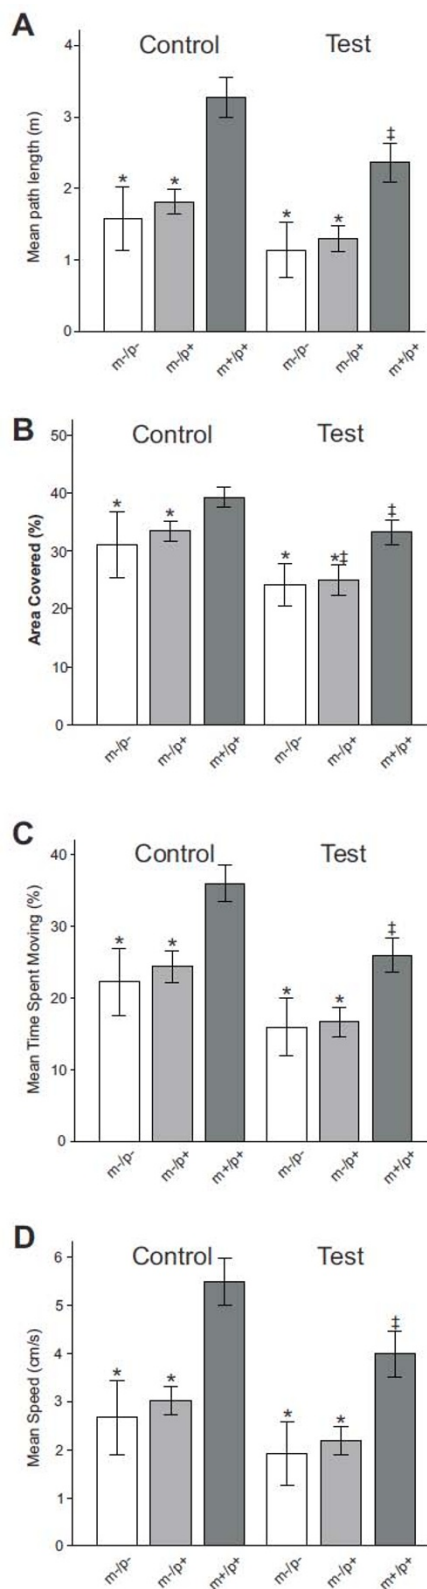 A
Control Test
Mean path length (m)
4
3
2
1
0
* * * * ‡
m-/p- m-/p+ m+/p+ m-/p- m-/p+ m+/p+
B
Control Test
Area Covered (%)
50
40
30
20
10
0
* * * *‡ ‡
m-/p- m-/p+ m+/p+ m-/p- m-/p+ m+/p+
C
Control Test
Mean Time Spent Moving (%)
40
30
20
10
0
* * * * ‡
m-/p- m-/p+ m+/p+ m-/p- m-/p+ m+/p+
D
Control Test
Mean Speed (cm/s)
6
5
4
3
2
1
0
* * * * ‡
m-/p- m-/p+ m+/p+ m-/p- m-/p+ m+/p+